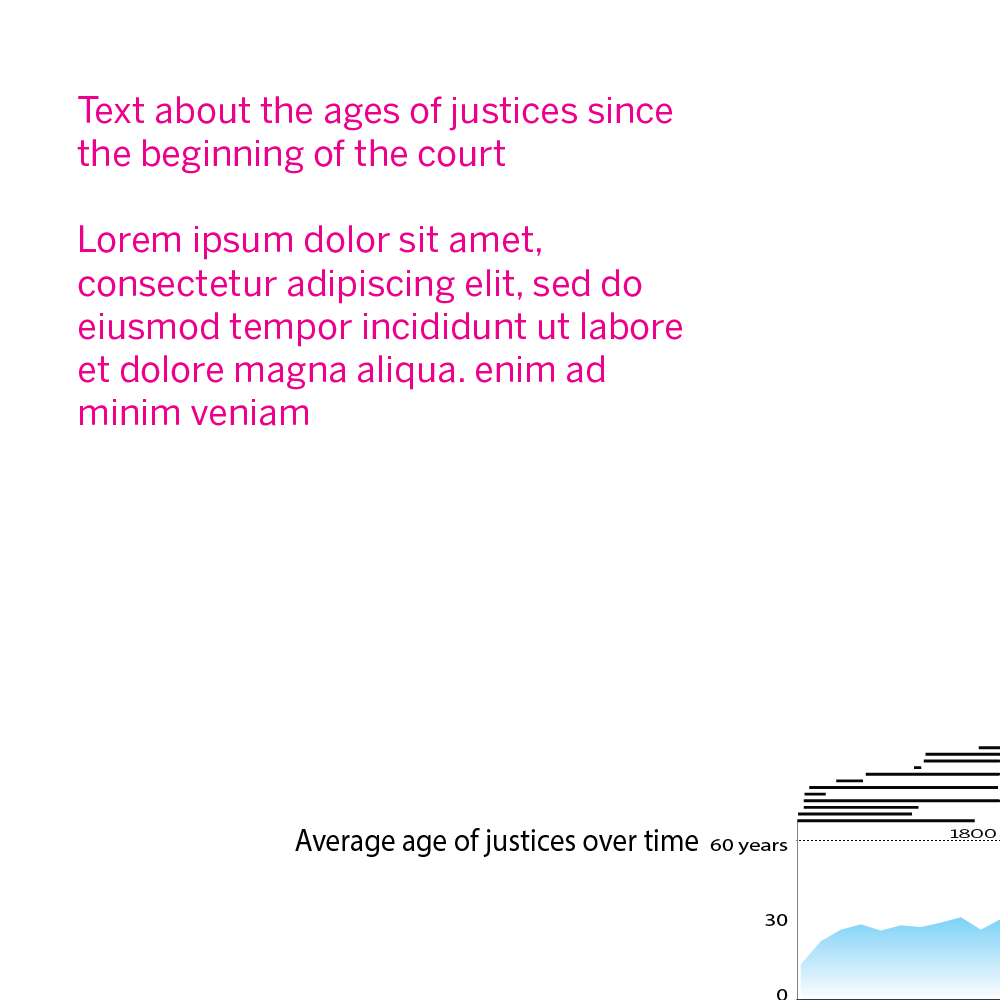 Text about the ages of justices since
the beginning of the court
Lorem ipsum dolor sit amet,
consectetur adipiscing elit, sed do
eiusmod tempor incididunt ut labore
et dolore magna aliqua. enim ad
minim veniam
1800
Average age of justices over time
60 years
30
0